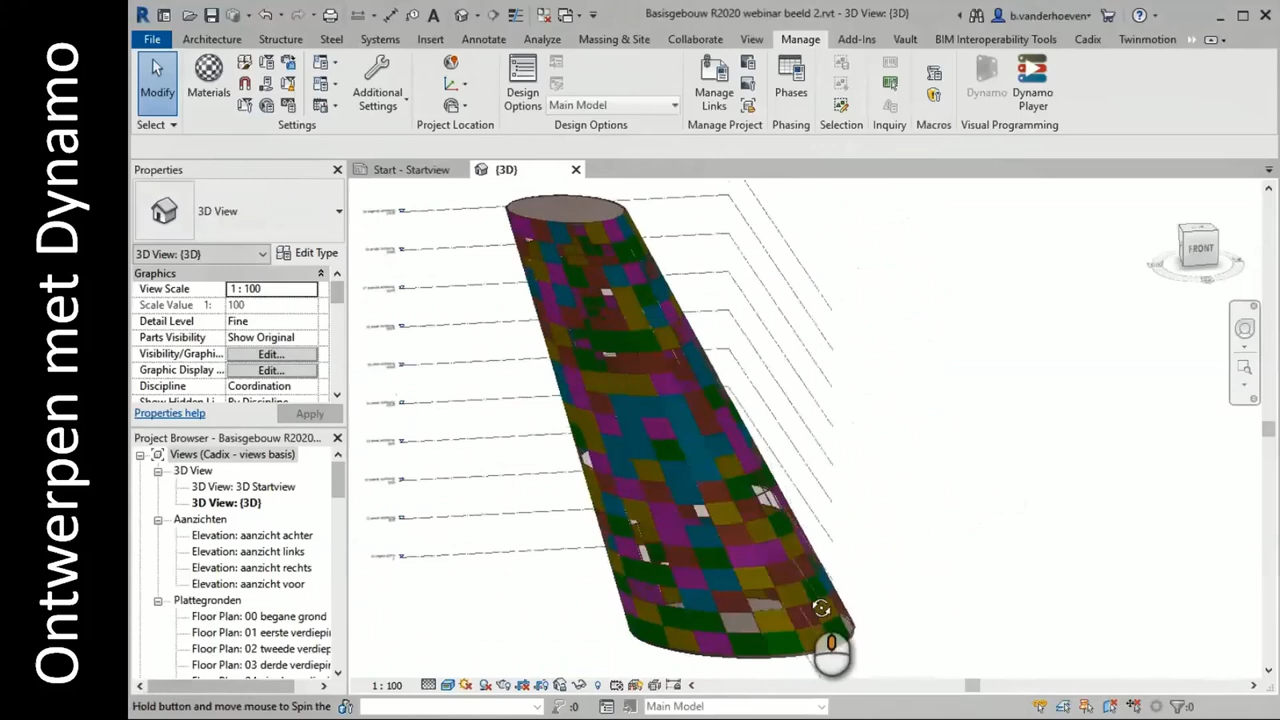 Ontwerpen met Dynamo
Basisgebouw R2020 webinar beeld 2.rvt - 3D View: {3D}
b.vanderhoeven
File Architecture Structure Steel Systems Insert Annotate Analyze Massing & Site Collaborate View Manage Add-Ins Vault BIM Interoperability Tools Cadix Twinmotion
Modify
Materials
Additional
Settings
Design
Options
Main Model
Manage
Links
Phases
Dynamo
Dynamo
Player
Select Settings Project Location Design Options Manage Project Phasing Selection Inquiry Macros Visual Programming
Properties
Start - Startview
{3D}
3D View
3D View: {3D}
Edit Type
Graphics
View Scale 1 : 100
Scale Value 1: 100
Detail Level Fine
Parts Visibility Show Original
Visibility/Graphi... Edit...
Graphic Display ... Edit...
Discipline Coordination
Show Hidden Li By Discipline
Properties help Apply
Project Browser - Basisgebouw R2020...
Views (Cadix - views basis)
3D View
3D View: 3D Startview
3D View: {3D}
Aanzichten
Elevation: aanzicht achter
Elevation: aanzicht links
Elevation: aanzicht rechts
Elevation: aanzicht voor
Plattegronden
Floor Plan: 00 begane grond
Floor Plan: 01 eerste verdiepir
Floor Plan: 02 tweede verdiep
Floor Plan: 03 derde verdiepir
FRONT
1 : 100
Hold button and move mouse to Spin the
:0
Main Model
:0